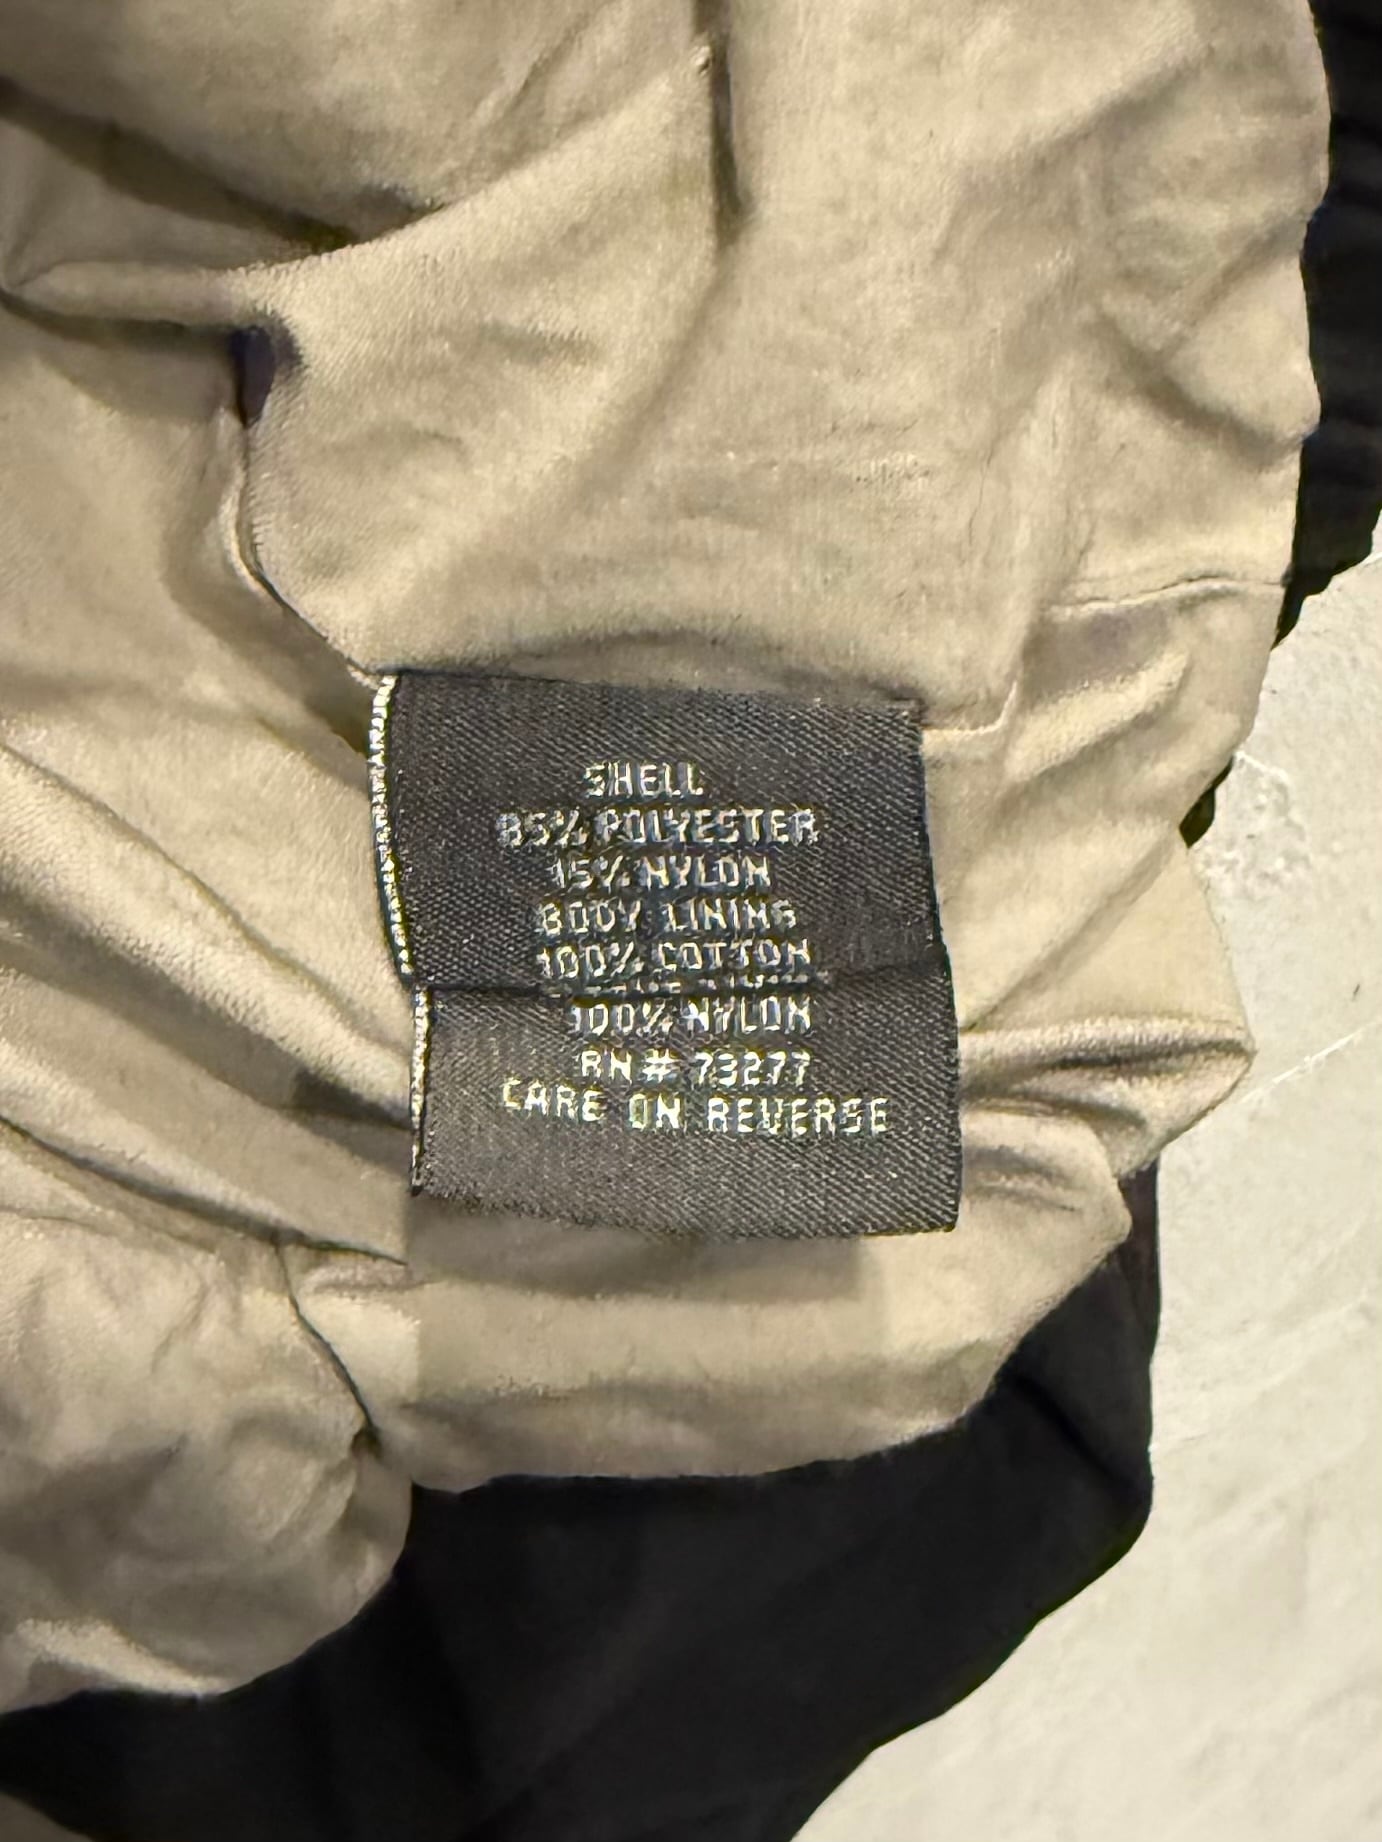 SHELL
85% POLYESTER
15% NYLON
BODY LINING
100% COTTON
100% NYLON
RN# 73277
CARE ON REVERSE